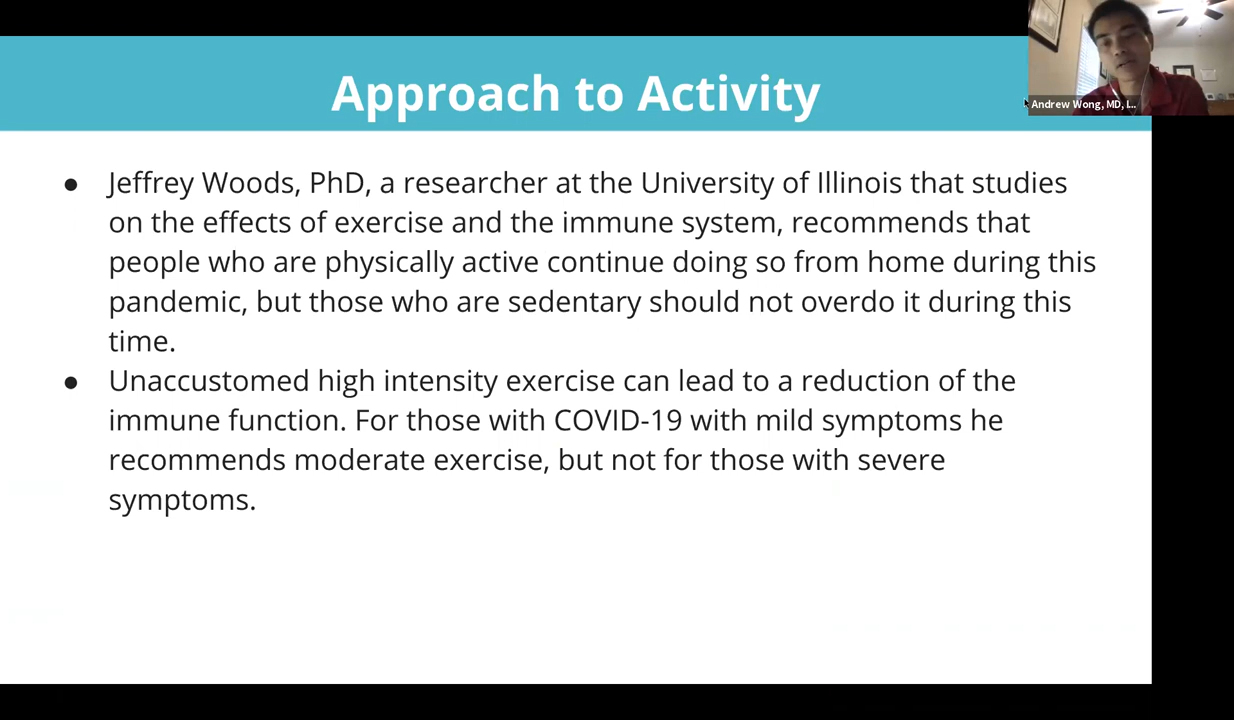 Approach to Activity
Andrew Wong, MD, L..
● Jeffrey Woods, PhD, a researcher at the University of Illinois that studies
on the effects of exercise and the immune system, recommends that
people who are physically active continue doing so from home during this
pandemic, but those who are sedentary should not overdo it during this
time.
● Unaccustomed high intensity exercise can lead to a reduction of the
immune function. For those with COVID-19 with mild symptoms he
recommends moderate exercise, but not for those with severe
symptoms.